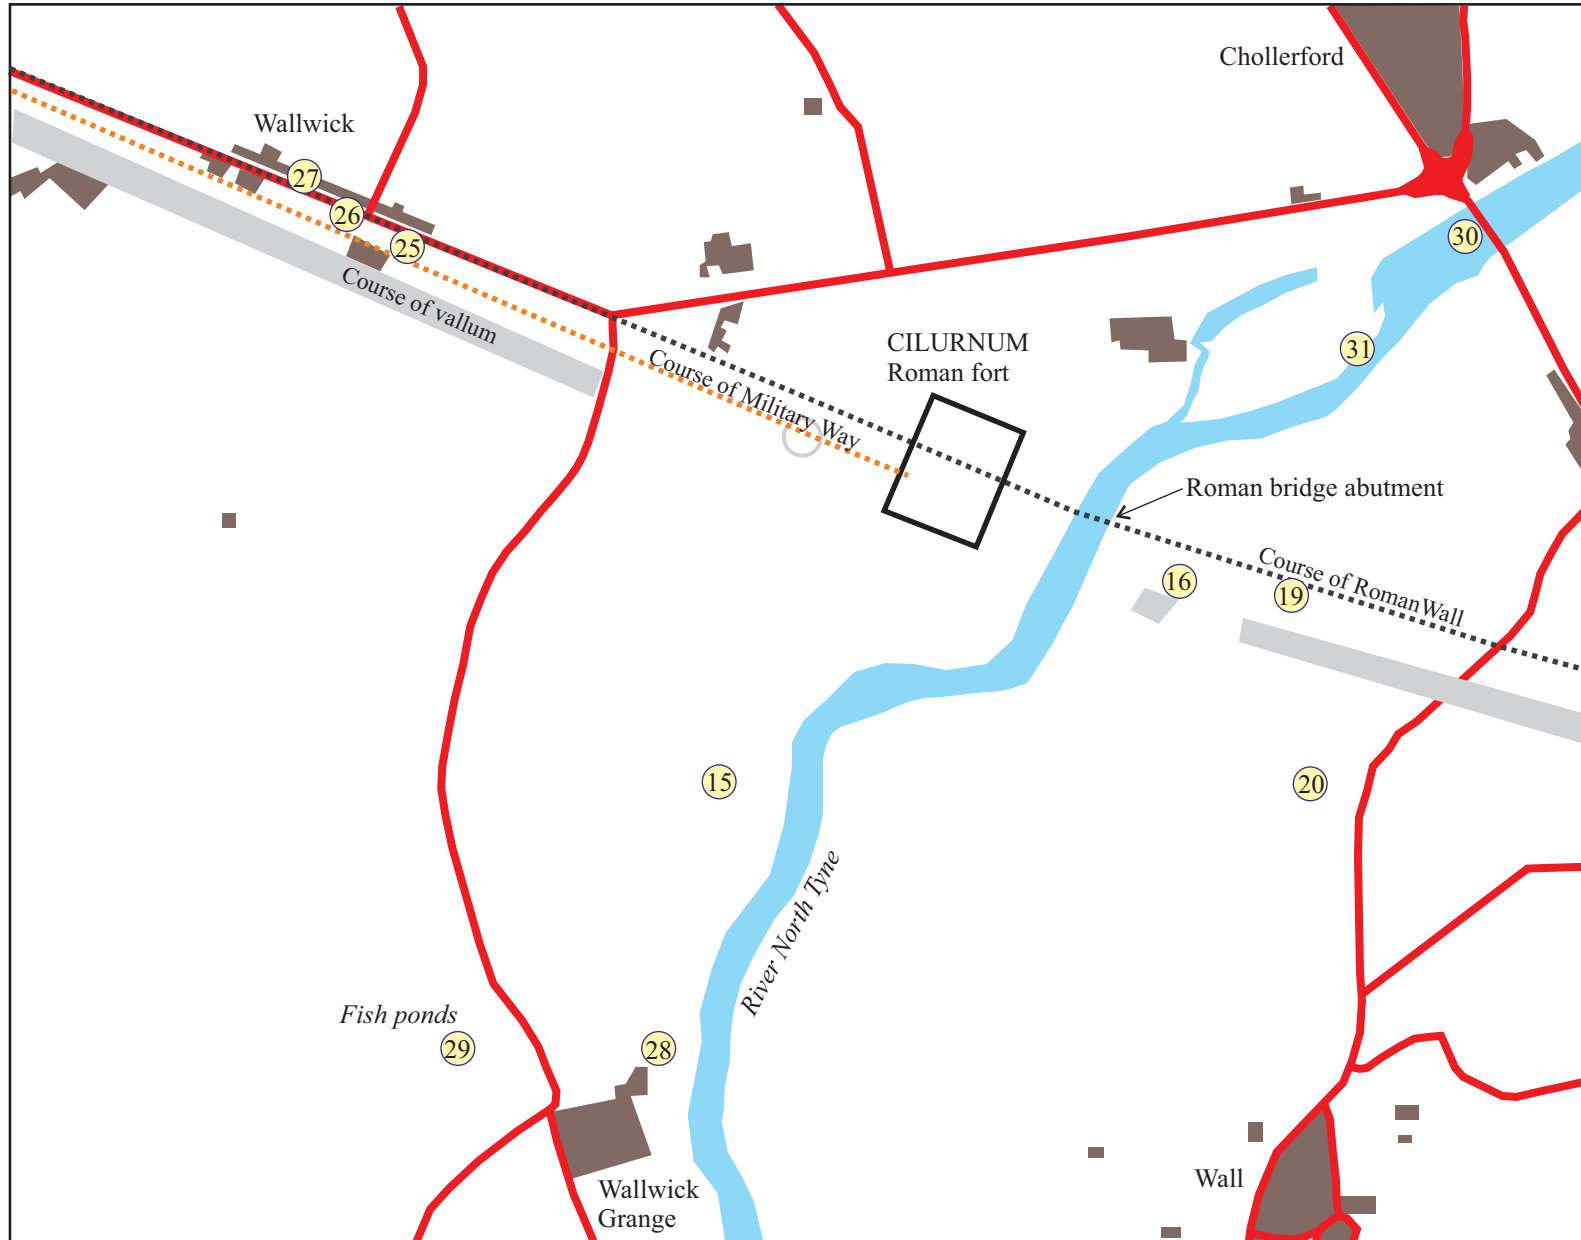 Chollerford
Wallwick
27
26
25
30
Course of vallum
CILURNUM
Roman fort
31
Course of Military Way
Roman bridge abutment
16
19
Course of Roman Wall
15
20
River North Tyne
Fish ponds
29
28
Wall
Wallwick
Grange